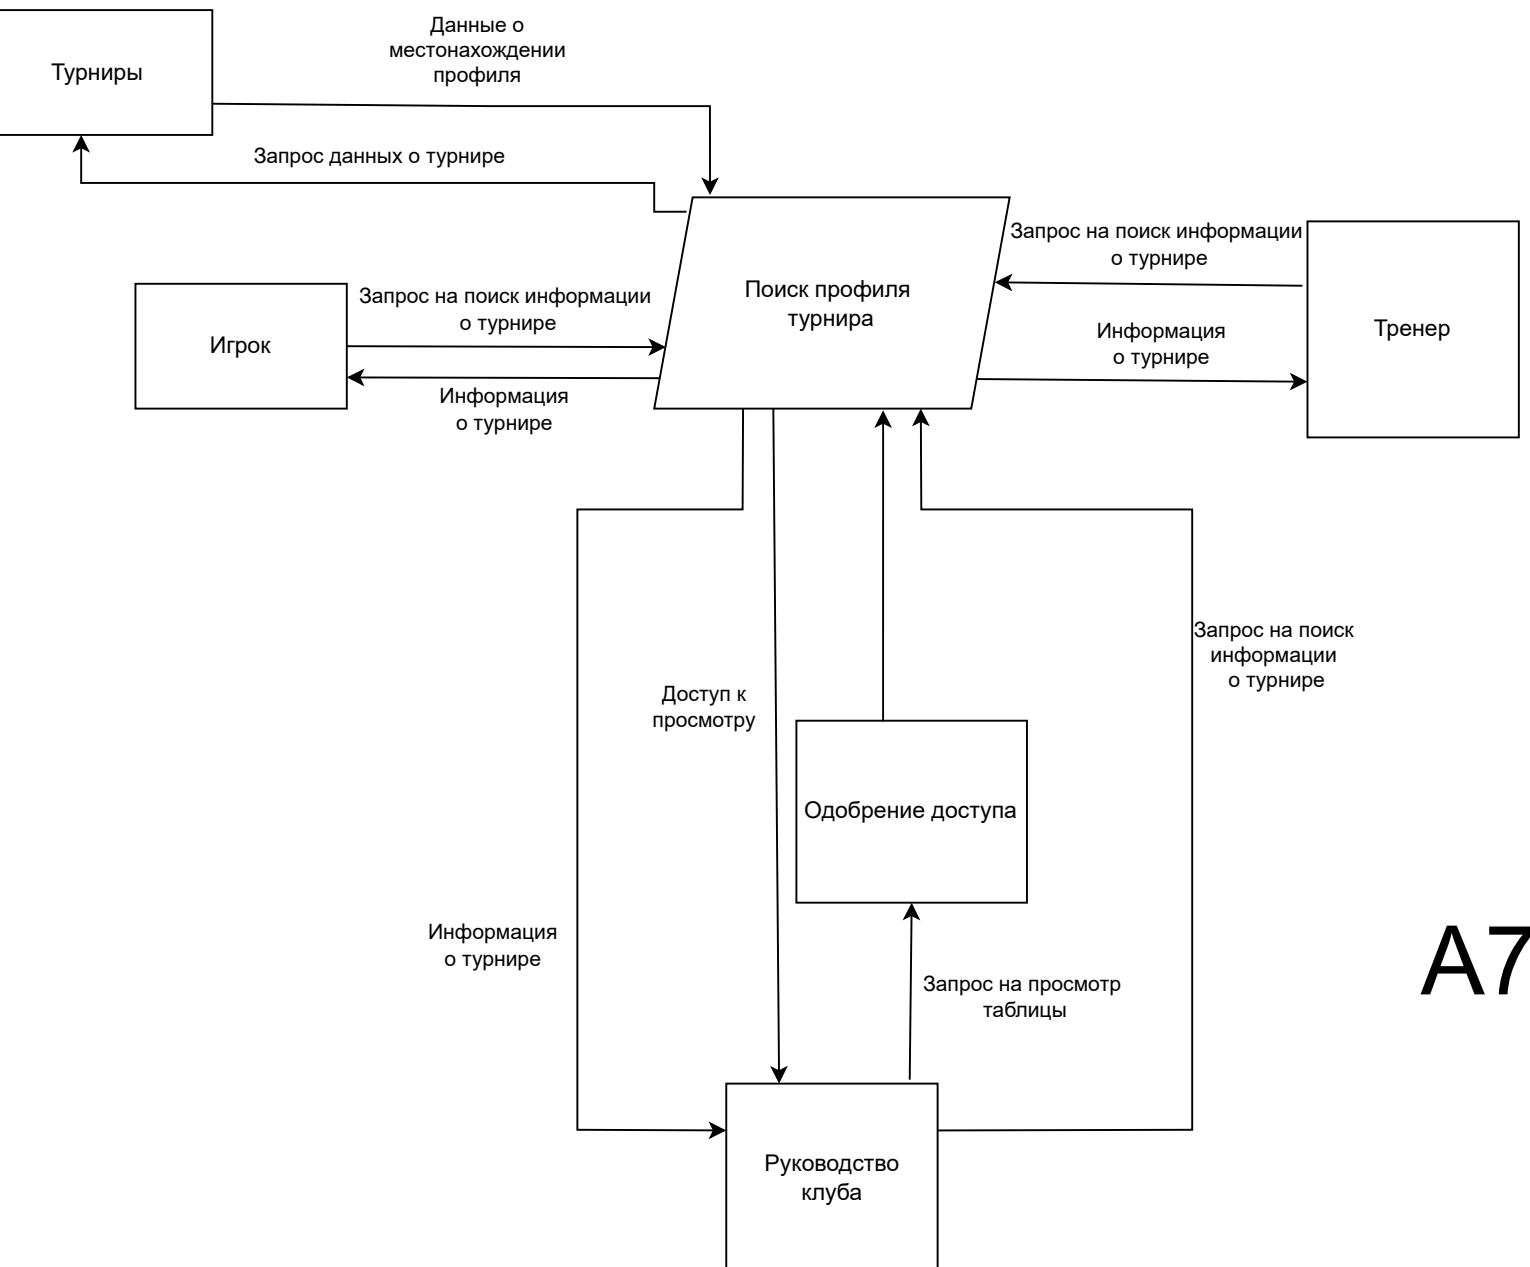 Данные о
местонахождении
профиля
Турниры
Запрос данных о турнире
Запрос на поиск информации
о турнире
Поиск профиля
турнира
Запрос на поиск информации
о турнире
Игрок
Информация
о турнире
Тренер
Информация
о турнире
Запрос на поиск
информации
о турнире
Доступ к
просмотру
Одобрение доступа
Информация
о турнире
A7
Запрос на просмотр
таблицы
Руководство
клуба